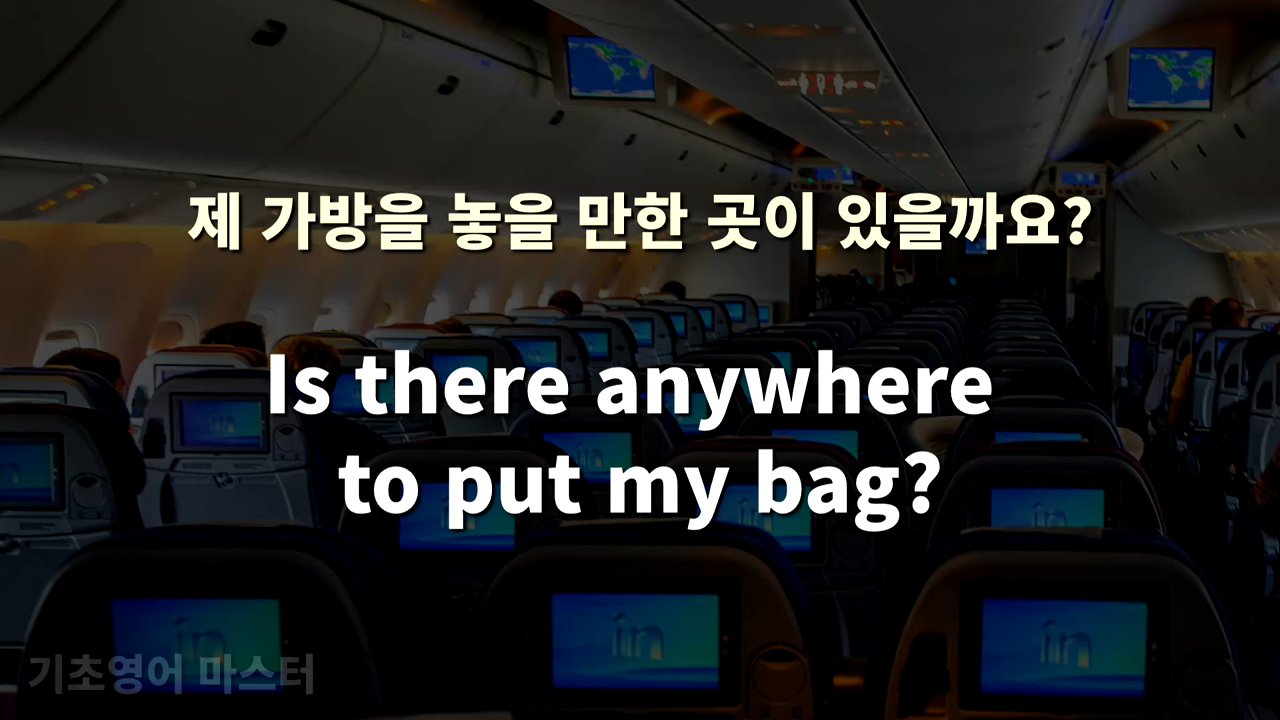 제 가방을 놓을 만한 곳이 있을까요?
Is there anywhere
to put my bag?
기초영어 마스터